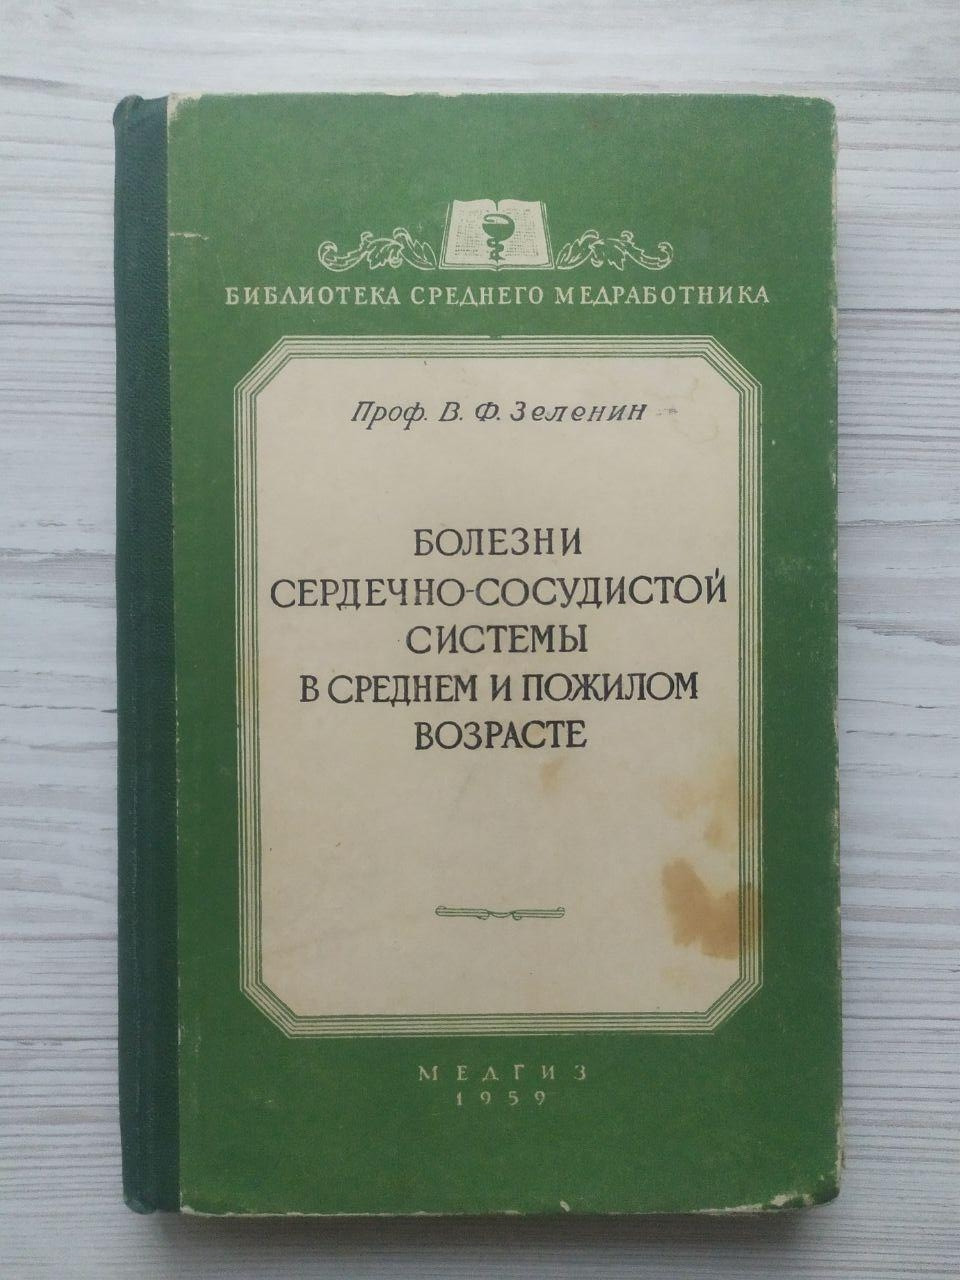 БИБЛИОТЕКА СРЕДНЕГО МЕДРАБОТНИКА
Проф. В. Ф. Зеленин
БОЛЕЗНИ
СЕРДЕЧНО-СОСУДИСТОЙ
СИСТЕМЫ
В СРЕДНЕМ И ПОЖИЛОМ
ВОЗРАСТЕ
МЕДГИЗ
1959